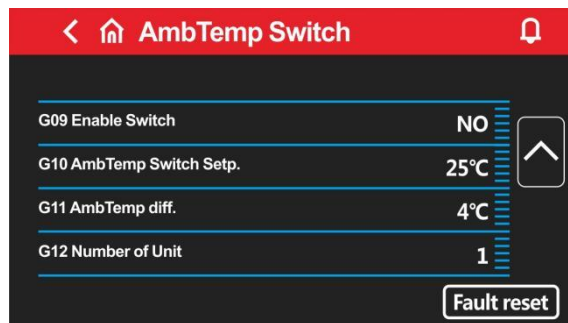 AmbTemp Switch
G09 Enable Switch NO
G10 AmbTemp Switch Setp. 25℃
G11 AmbTemp diff. 4℃
G12 Number of Unit 1
Fault reset